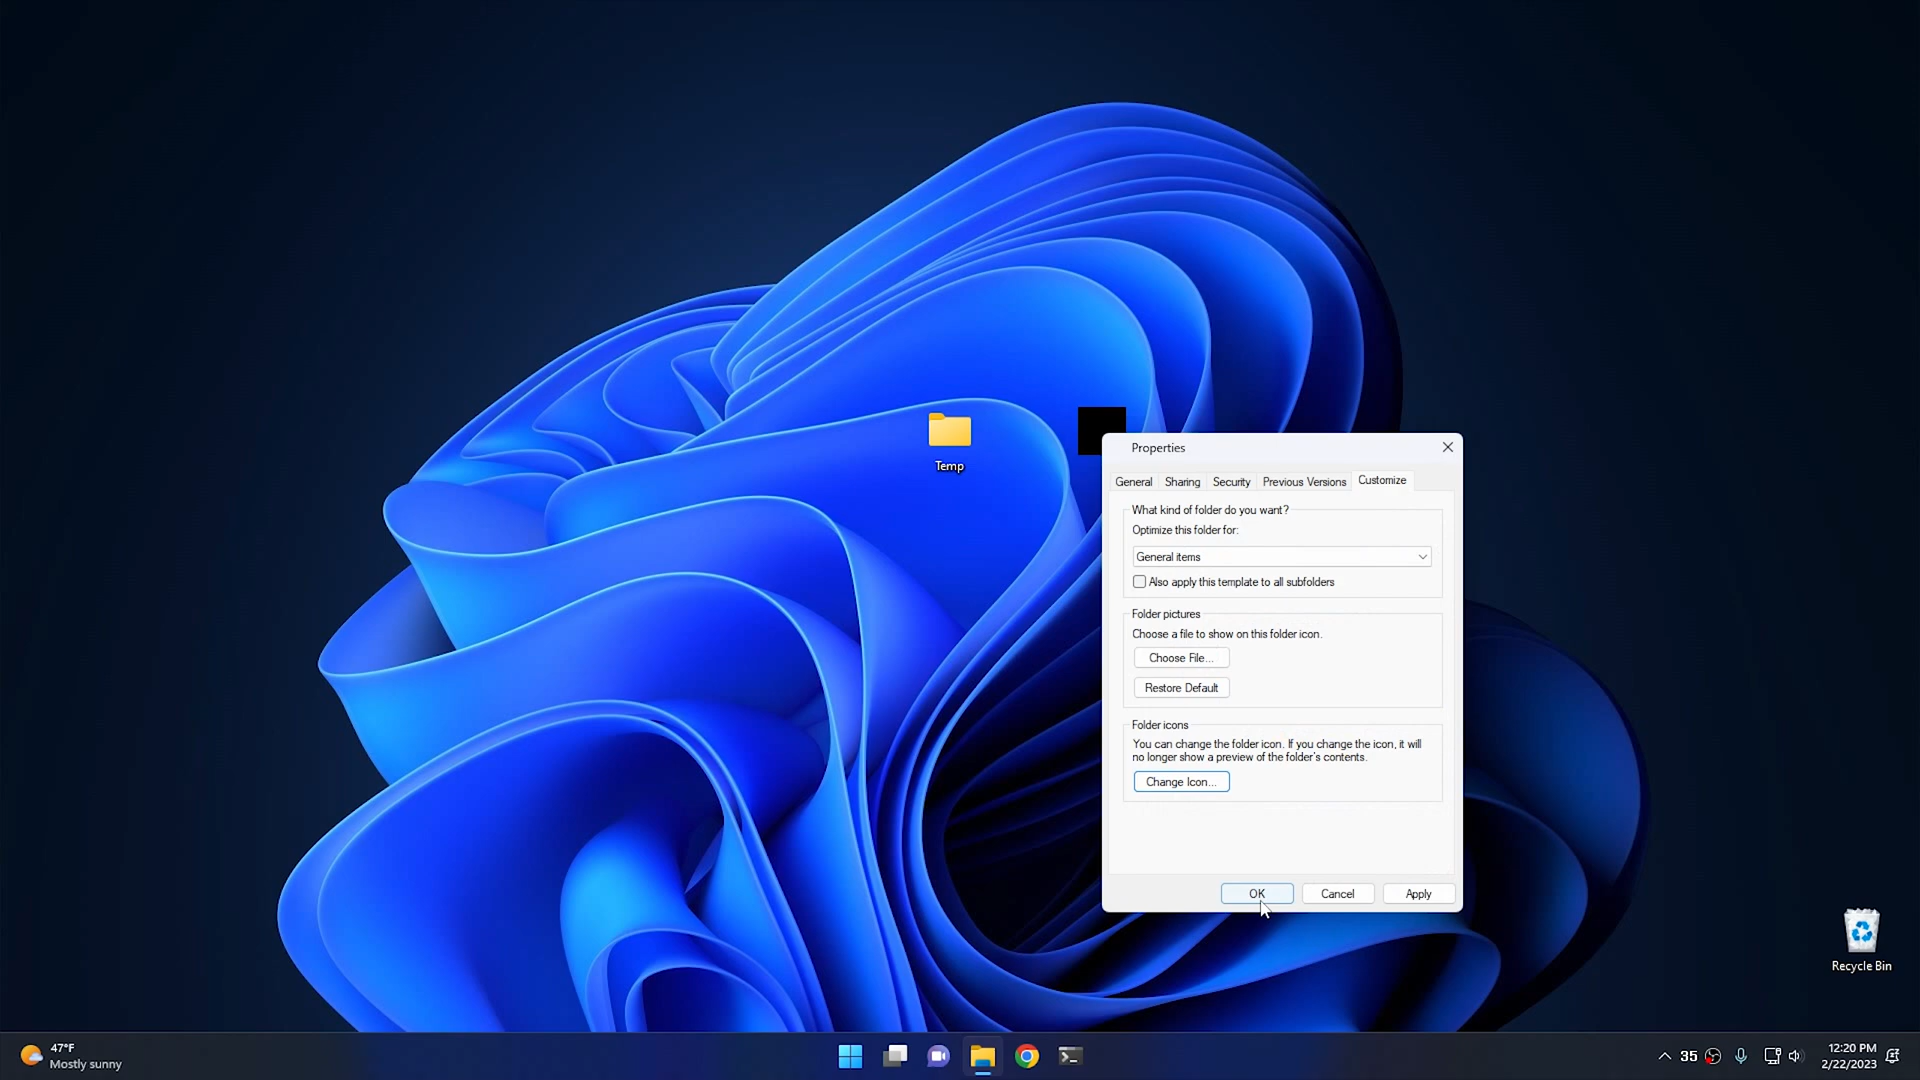 Temp
Properties
General Sharing Security Previous Versions Customize
What kind of folder do you want?
Optimize this folder for:
General items
Also apply this template to all subfolders
Folder pictures
Choose a file to show on this folder icon.
Choose File...
Restore Default
Folder icons
You can change the folder icon. If you change the icon, it will
no longer show a preview of the folder's contents.
Change Icon...
OK Cancel Apply
Recycle Bin
47°F
Mostly sunny
35
12:20 PM
2/22/2023